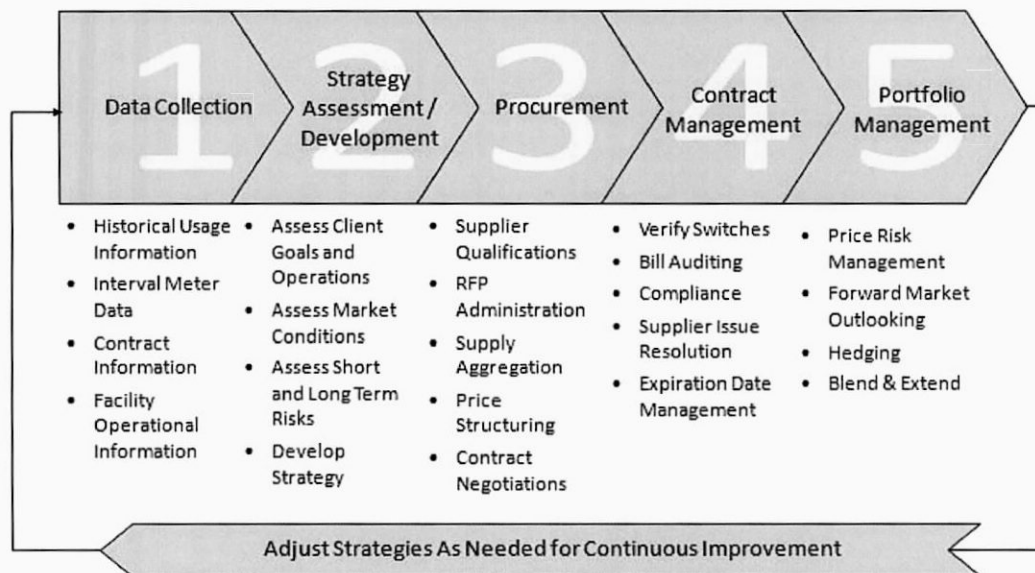 1
Data Collection
2
Strategy
Assessment /
Development
3
Procurement
4
Contract
Management
5
Portfolio
Management
• Historical Usage
Information
• Interval Meter
Data
• Contract
Information
• Facility
Operational
Information
• Assess Client
Goals and
Operations
• Assess Market
Conditions
• Assess Short
and Long Term
Risks
• Develop
Strategy
• Supplier
Qualifications
• RFP
Administration
• Supply
Aggregation
• Price
Structuring
• Contract
Negotiations
• Verify Switches
• Bill Auditing
• Compliance
• Supplier Issue
Resolution
• Expiration Date
Management
• Price Risk
Management
• Forward Market
Outlooking
• Hedging
• Blend & Extend
Adjust Strategies As Needed for Continuous Improvement